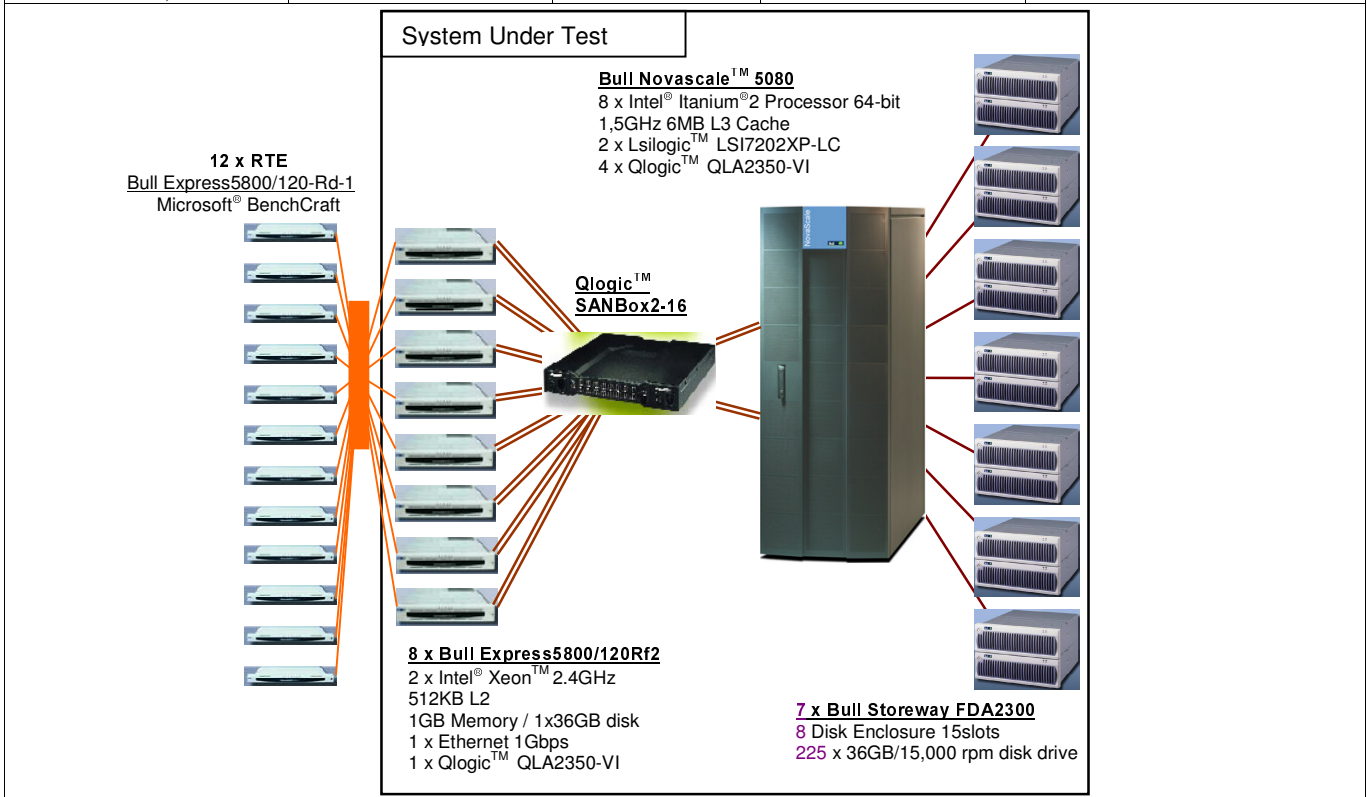 System Under Test
Bull Novascale™ 5080
8 x Intel® Itanium®2 Processor 64-bit
1,5GHz 6MB L3 Cache
2 x Lsilogic™ LSI7202XP-LC
4 x Qlogic™ QLA2350-VI
12 x RTE
Bull Express5800/120-Rd-1
Microsoft® BenchCraft
Qlogic™
SANBox2-16
NovaScale
8 x Bull Express5800/120Rf2
2 x Intel® Xeon™ 2.4GHz
512KB L2
1GB Memory / 1x36GB disk
1 x Ethernet 1Gbps
1 x Qlogic™ QLA2350-VI
7 x Bull Storeway FDA2300
8 Disk Enclosure 15slots
225 x 36GB/15,000 rpm disk drive